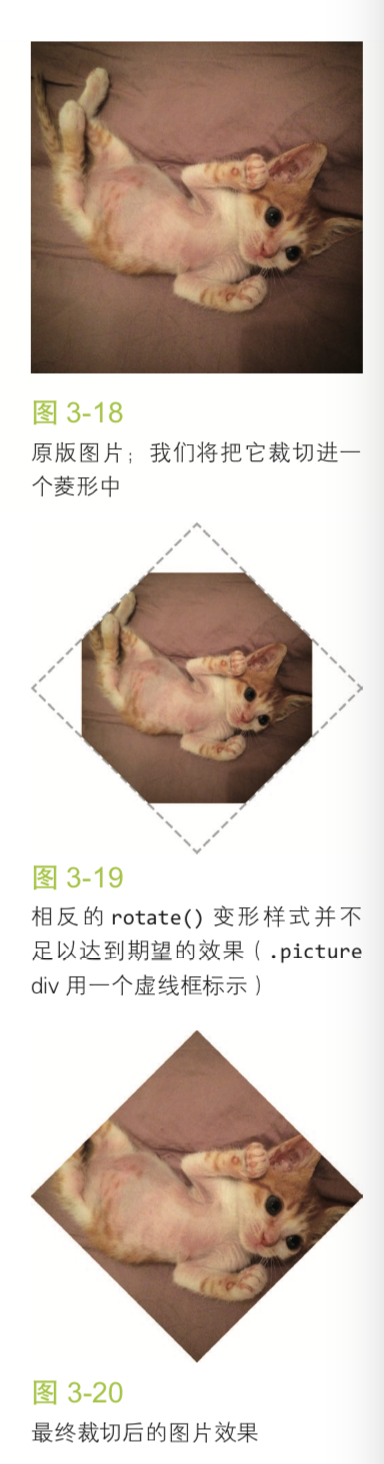 图 3-18
原版图片；我们将把它裁切进一
个菱形中
图 3-19
相反的 rotate() 变形样式并不
足以达到期望的效果（.picture
div 用一个虚线框标示）
图 3-20
最终裁切后的图片效果